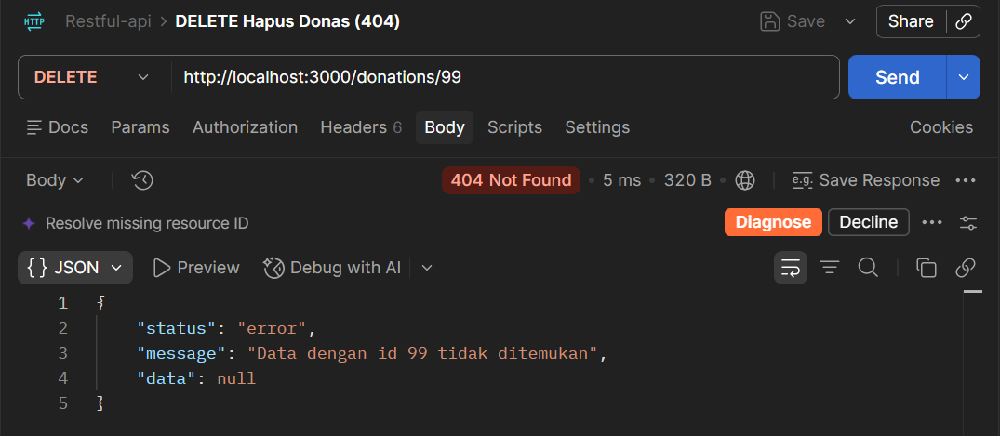 HTTP Restful-api > DELETE Hapus Donas (404) Save Share
DELETE http://localhost:3000/donations/99 Send
Docs Params Authorization Headers 6 Body Scripts Settings Cookies
Body 404 Not Found • 5 ms • 320 B • e.g. Save Response •••
Resolve missing resource ID Diagnose Decline •••
{} JSON Preview Debug with AI
1 {
2 "status": "error",
3 "message": "Data dengan id 99 tidak ditemukan",
4 "data": null
5 }